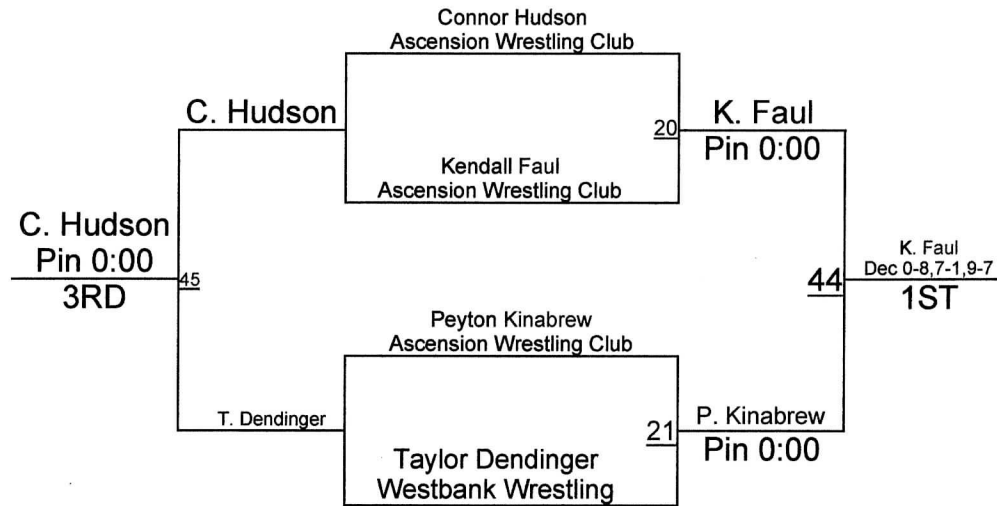 Connor Hudson
Ascension Wrestling Club
C. Hudson
20
K. Faul
Pin 0:00
Kendall Faul
Ascension Wrestling Club
C. Hudson
Pin 0:00
3RD
45
K. Faul
Dec 0-8,7-1,9-7
1ST
44
Peyton Kinabrew
Ascension Wrestling Club
T. Dendinger
21
P. Kinabrew
Pin 0:00
Taylor Dendinger
Westbank Wrestling